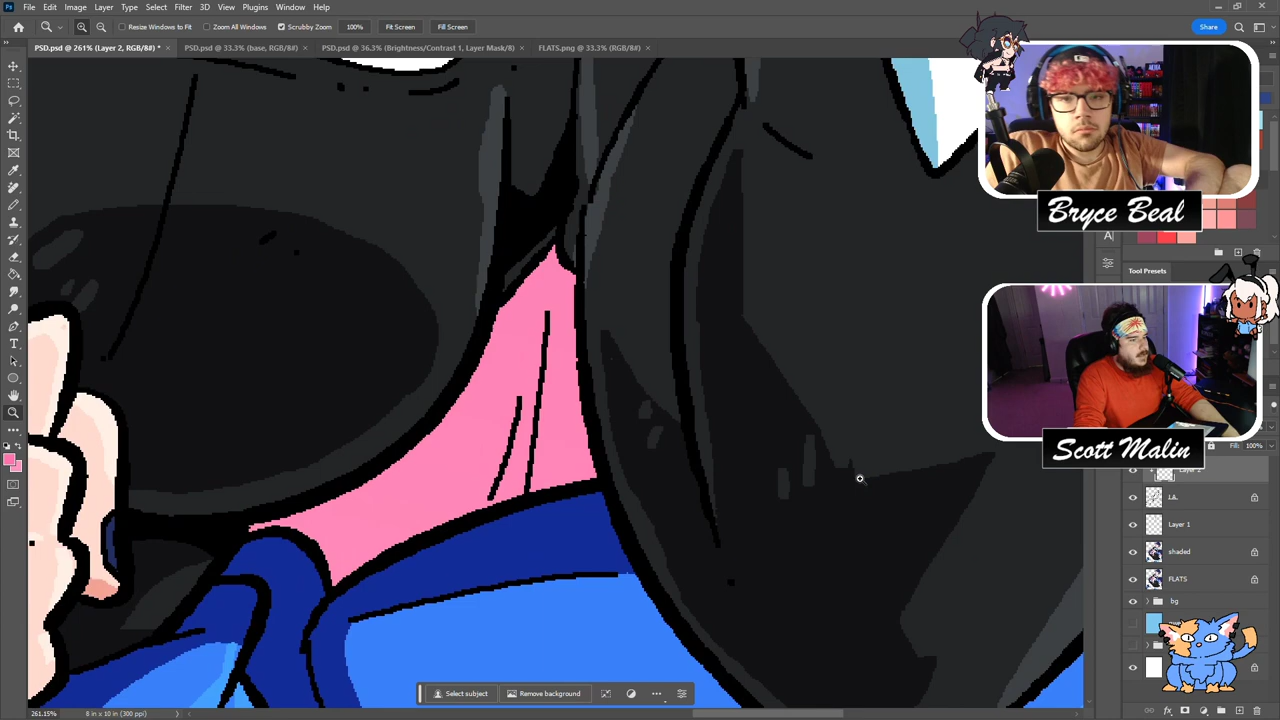 File Edit Image Layer Type Select Filter 3D View Plugins Window Help
Resize Windows to Fit Zoom All Windows Scrubby Zoom 100% Fit Screen Fill Screen Share
PSD.psd @ 261% (Layer 2, RGB/8#) * PSD.psd @ 33.3% (base, RGB/8#) PSD.psd @ 36.3% (Brightness/Contrast 1, Layer Mask/8) FLATS.png @ 33.3% (RGB/8#)
Bryce Beal
Tool Presets
Scott Malin
Fill: 100%
LA.
Layer 1
shaded
FLATS
bg
Select subject Remove background
261.15% 8 in x 10 in (300 ppi)